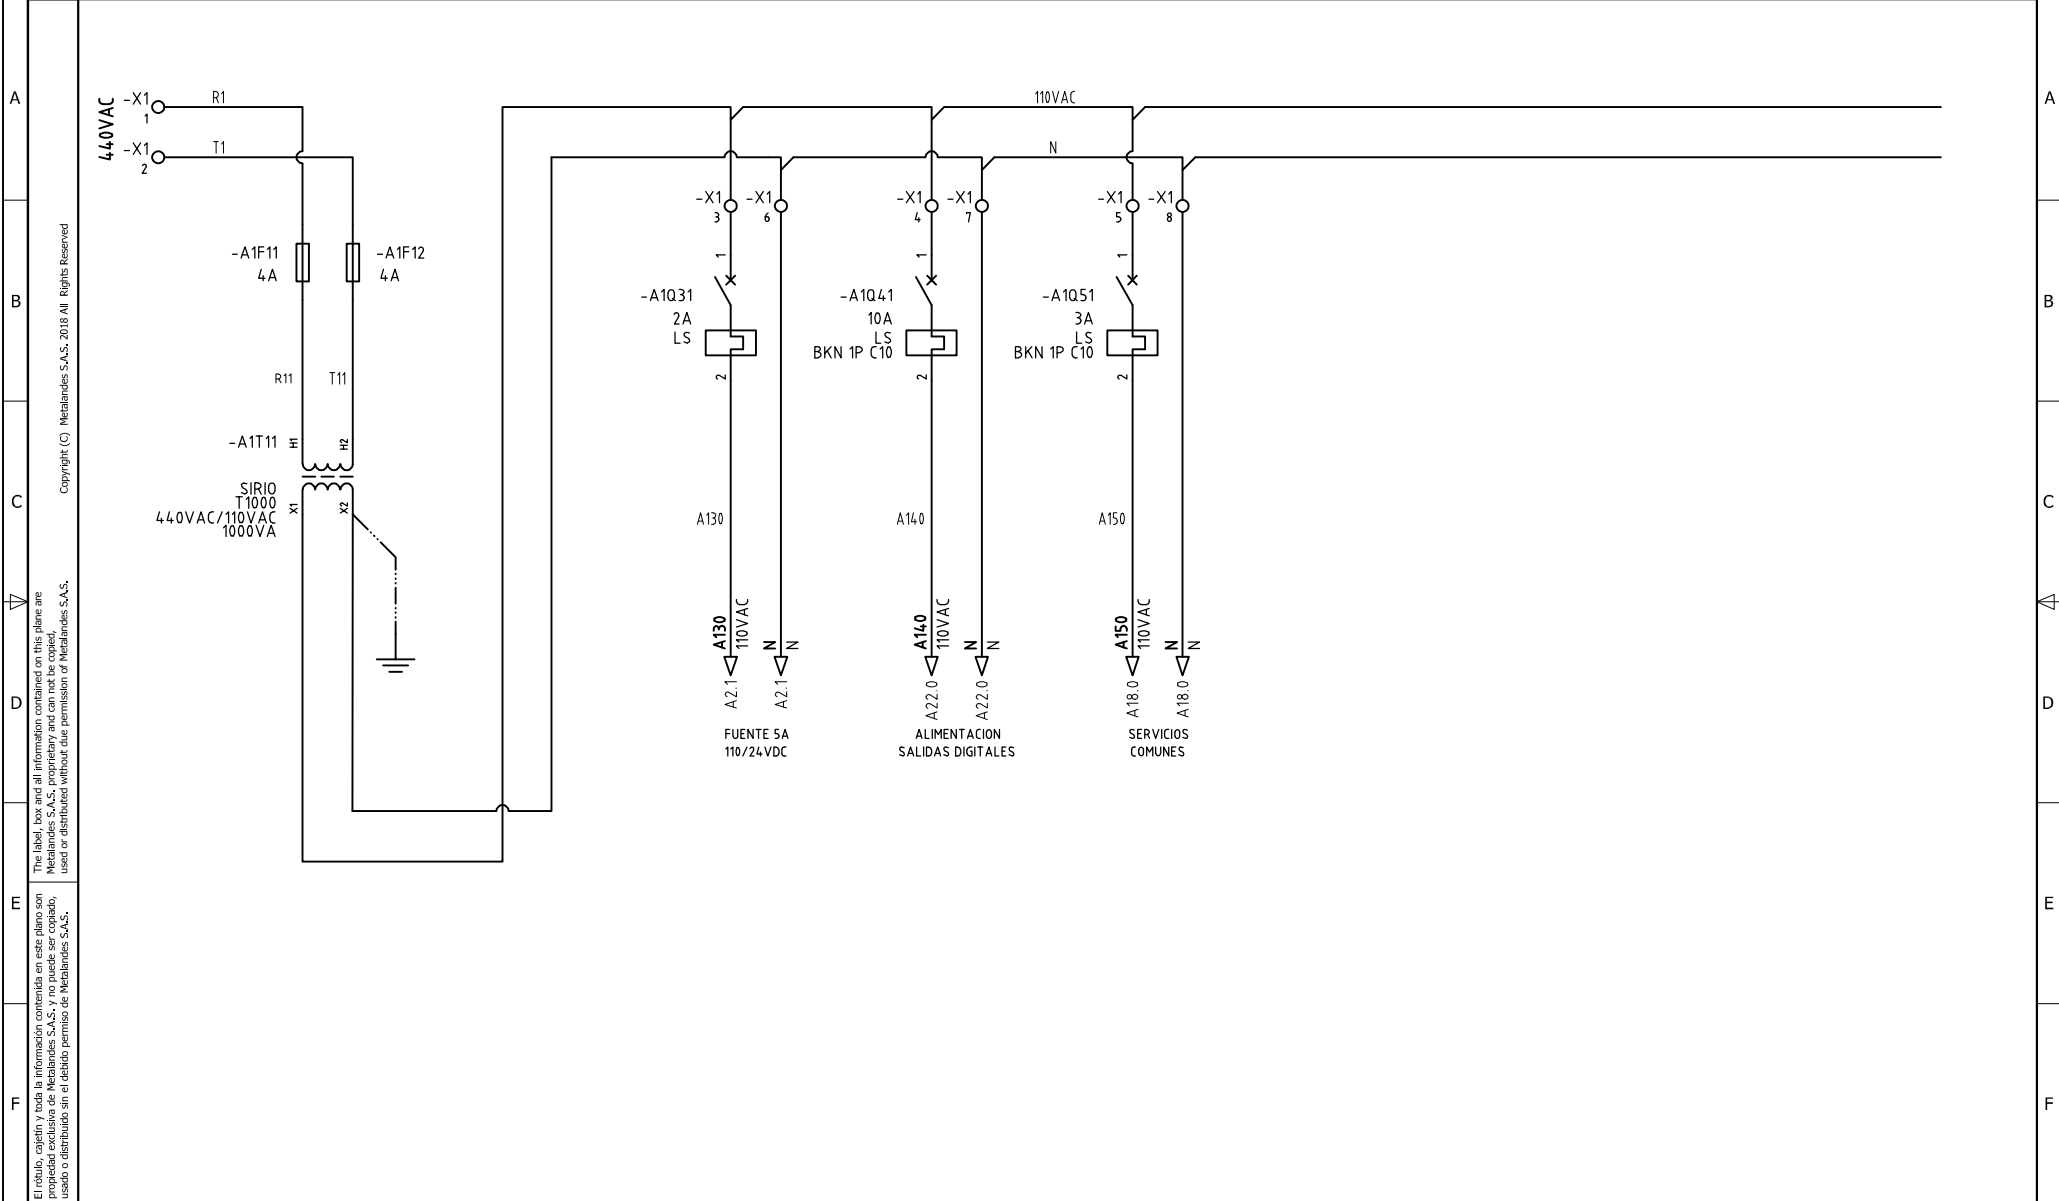 A
B
C
D
E
F
Copyright (C) Metalandes S.A.S. 2018 All Rights Reserved
The label, box and all information contained on this plane are
Metalandes S.A.S. proprietary and can not be copied,
used or distributed without due permission of Metalandes S.A.S.
El rótulo, cajetín y toda la información contenida en este plano son
propiedad exclusiva de Metalandes S.A.S. y no puede ser copiado,
usado o distribuido sin el debido permiso de Metalandes S.A.S.
440VAC
-X1
1
R1
-X1
2
T1
-A1F11
4A
-A1F12
4A
R11
T11
-A1T11
H1
H2
SIRIO
T1000
440VAC/110VAC
1000VA
X1
X2
110VAC
N
-X1
3
-X1
6
-X1
4
-X1
7
-X1
5
-X1
8
1
-A1Q31
2A
LS
2
1
-A1Q41
10A
LS
BKN 1P C10
2
1
-A1Q51
3A
LS
BKN 1P C10
2
A130
A140
A150
A130
110VAC
N
N
A140
110VAC
N
N
A150
110VAC
N
N
A2.1
A2.1
A22.0
A22.0
A18.0
A18.0
FUENTE 5A
110/24VDC
ALIMENTACION
SALIDAS DIGITALES
SERVICIOS
COMUNES
A
B
C
D
E
F